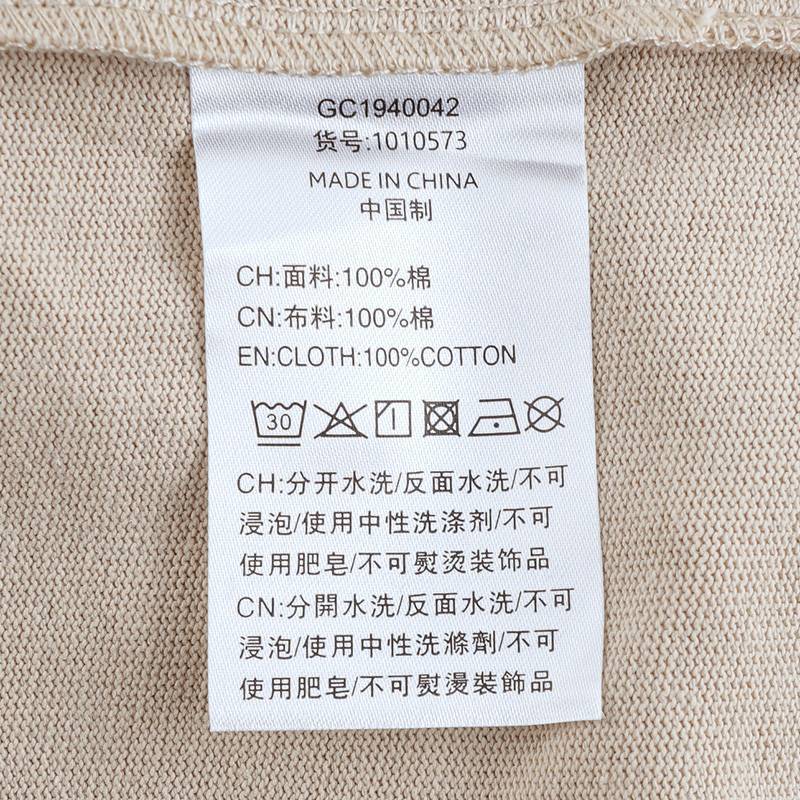 GC1940042
货号:1010573
MADE IN CHINA
中国制
CH:面料:100%棉
CN:布料:100%棉
EN:CLOTH:100%COTTON
30
CH:分开水洗/反面水洗/不可
浸泡/使用中性洗涤剂/不可
使用肥皂/不可熨烫装饰品
CN:分開水洗/反面水洗/不可
浸泡/使用中性洗滌劑/不可
使用肥皂/不可熨燙裝飾品